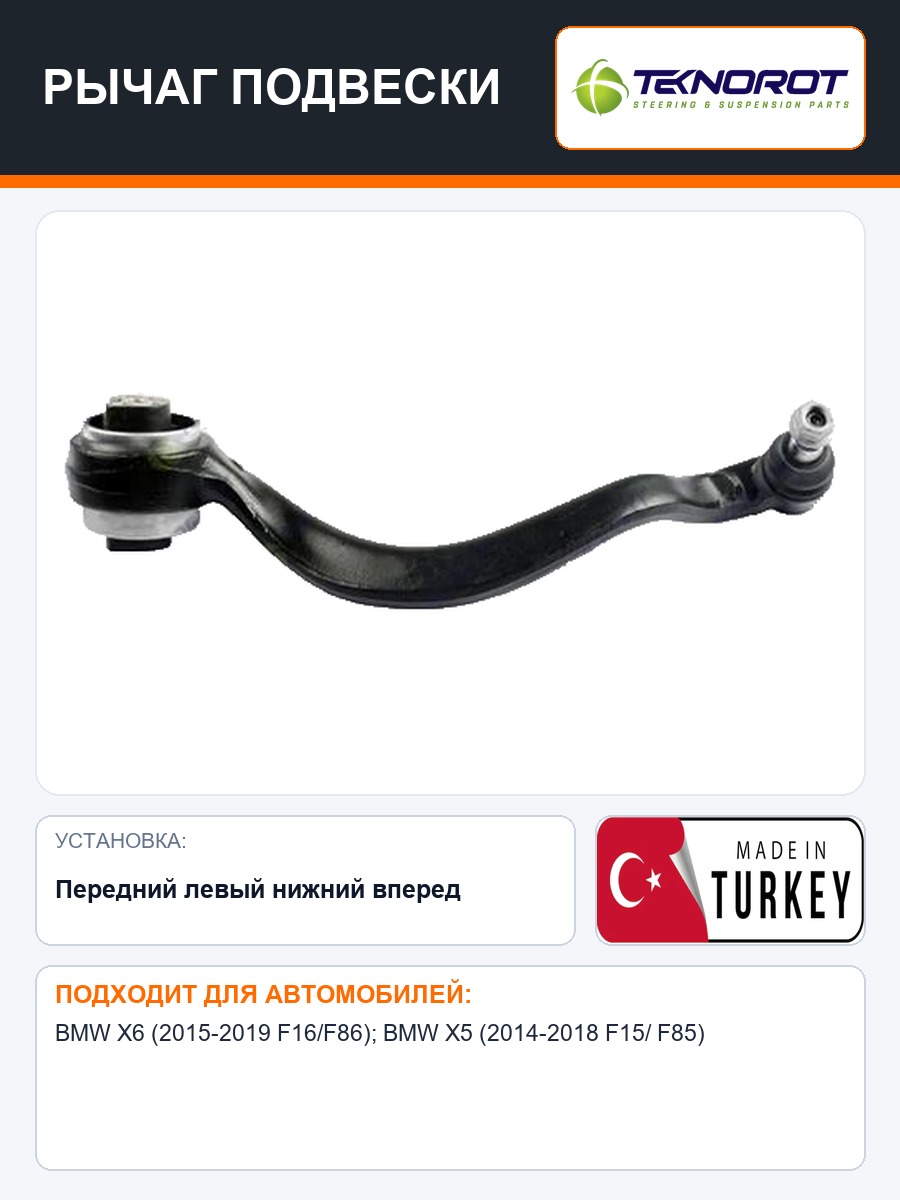 РЫЧАГ ПОДВЕСКИ
TEKNOROT
STEERING & SUSPENSION PARTS
УСТАНОВКА:
Передний левый нижний вперед
MADE IN
TURKEY
ПОДХОДИТ ДЛЯ АВТОМОБИЛЕЙ:
BMW X6 (2015-2019 F16/F86); BMW X5 (2014-2018 F15/ F85)